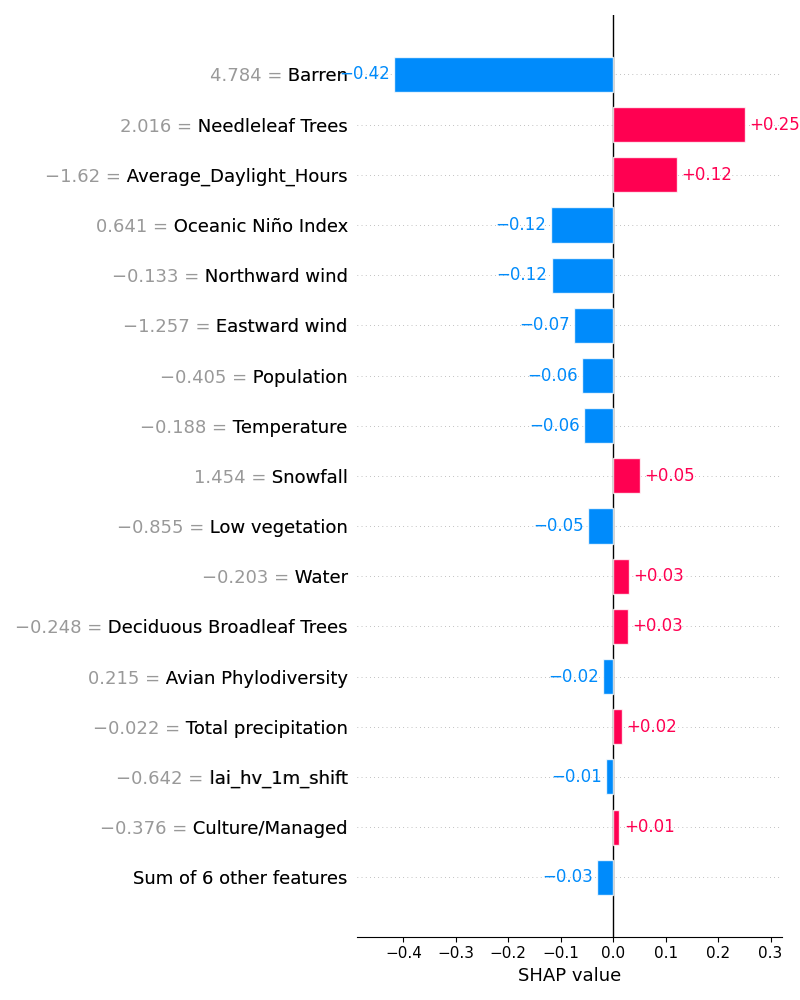 4.784 = Barren −0.42
2.016 = Needleleaf Trees +0.25
−1.62 = Average_Daylight_Hours +0.12
0.641 = Oceanic Niño Index −0.12
−0.133 = Northward wind −0.12
−1.257 = Eastward wind −0.07
−0.405 = Population −0.06
−0.188 = Temperature −0.06
1.454 = Snowfall +0.05
−0.855 = Low vegetation −0.05
−0.203 = Water +0.03
−0.248 = Deciduous Broadleaf Trees +0.03
0.215 = Avian Phylodiversity −0.02
−0.022 = Total precipitation +0.02
−0.642 = lai_hv_1m_shift −0.01
−0.376 = Culture/Managed +0.01
Sum of 6 other features −0.03
−0.4 −0.3 −0.2 −0.1 0.0 0.1 0.2 0.3
SHAP value